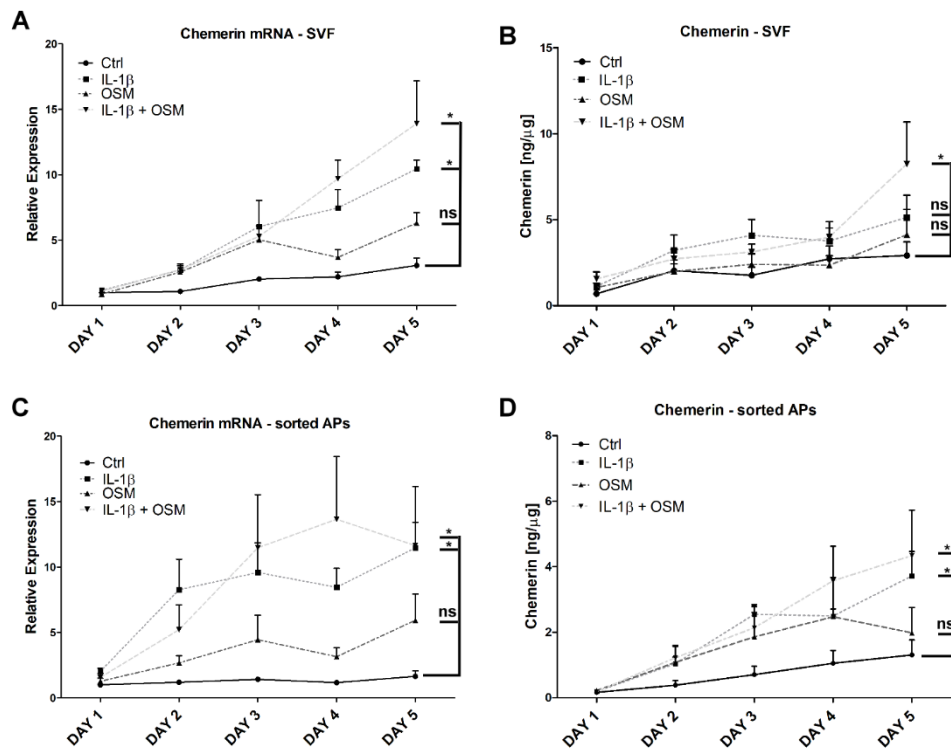 A
Chemerin mRNA - SVF
Relative Expression
20
15
10
5
0
Ctrl
IL-1β
OSM
IL-1β + OSM
*
*
ns
DAY 1
DAY 2
DAY 3
DAY 4
DAY 5
B
Chemerin - SVF
Chemerin [ng/µg]
15
10
5
0
Ctrl
IL-1β
OSM
IL-1β + OSM
*
ns
ns
DAY 1
DAY 2
DAY 3
DAY 4
DAY 5
C
Chemerin mRNA - sorted APs
Relative Expression
20
15
10
5
0
Ctrl
IL-1β
OSM
IL-1β + OSM
*
*
ns
DAY 1
DAY 2
DAY 3
DAY 4
DAY 5
D
Chemerin - sorted APs
Chemerin [ng/µg]
8
6
4
2
0
Ctrl
IL-1β
OSM
IL-1β + OSM
*
*
ns
DAY 1
DAY 2
DAY 3
DAY 4
DAY 5